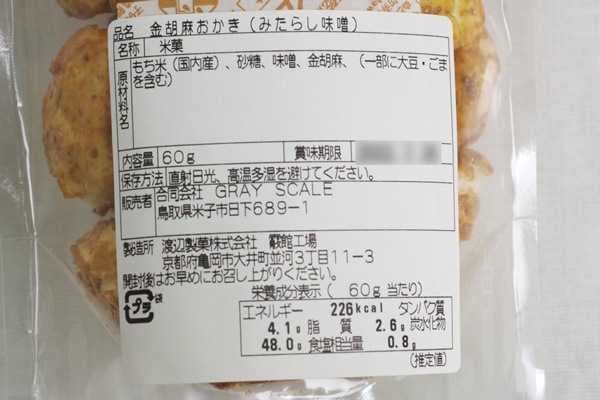 品名 金胡麻おかき(みたらし味噌)
名称 米菓
原材料名 もち米(国内産)、砂糖、味噌、金胡麻、(一部に大豆・ごま
を含む)
内容量 60g 賞味期限
保存方法 直射日光、高温多湿を避けてください。
販売者 合同会社 GRAY SCALE
鳥取県米子市日下689-1
製造所 渡辺製菓株式会社 工場
京都府亀岡市大井町並河3丁目11-3
開封後はお早めにお召し上がりください。
袋
プラ
栄養成分表示(60g当たり)
エネルギー 226kcal タンパク質
4.1g 脂質 2.6g 炭水化物
48.0g 食塩相当量 0.8g
(推定値)